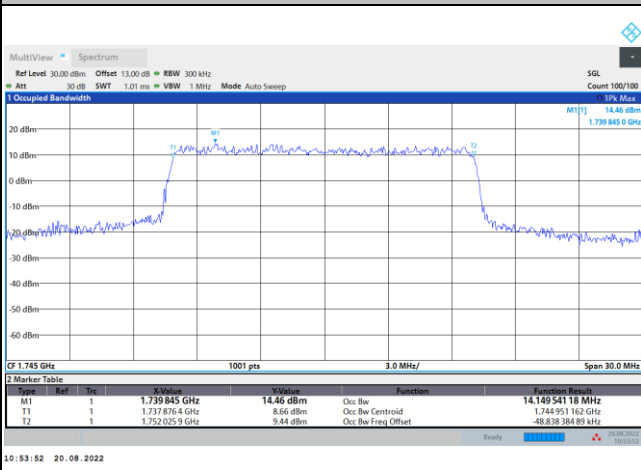 MultiView Spectrum
Ref Level 30.00 dBm Offset 13.00 dB RBW 300 kHz SGL
Att 30 dB SWT 1.01 ms VBW 1 MHz Mode Auto Sweep Count 100/100
1 Occupied Bandwidth 1Pk Max
M1[1] 14.46 dBm
1.739 845 0 GHz
20 dBm
M1
T1
T2
10 dBm
0 dBm
-10 dBm
-20 dBm
-30 dBm
-40 dBm
-50 dBm
-60 dBm
CF 1.745 GHz 1001 pts 3.0 MHz/ Span 30.0 MHz
2 Marker Table
Type Ref Trc X-Value Y-Value Function Function Result
M1 1 1.739 845 GHz 14.46 dBm Occ Bw 14.149 541 18 MHz
T1 1 1.737 876 4 GHz 8.66 dBm Occ Bw Centroid 1.744 951 162 GHz
T2 1 1.752 025 9 GHz 9.44 dBm Occ Bw Freq Offset -48.838 384 89 kHz
Ready 20.08.2022
10:53:52
10:53:52 20.08.2022